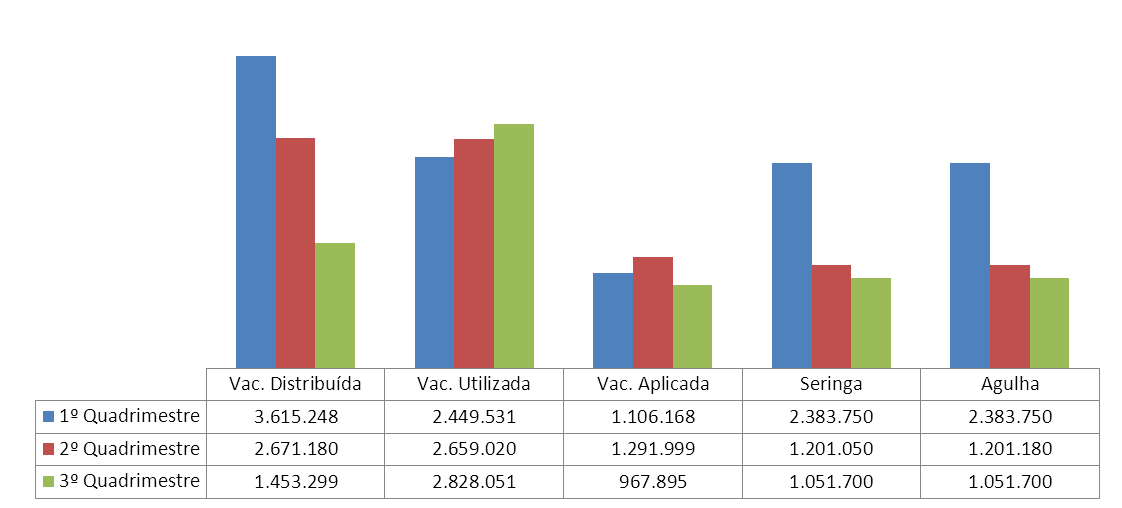 Vac. Distribuída Vac. Utilizada Vac. Aplicada Seringa Agulha
1º Quadrimestre 3.615.248 2.449.531 1.106.168 2.383.750 2.383.750
2º Quadrimestre 2.671.180 2.659.020 1.291.999 1.201.050 1.201.180
3º Quadrimestre 1.453.299 2.828.051 967.895 1.051.700 1.051.700